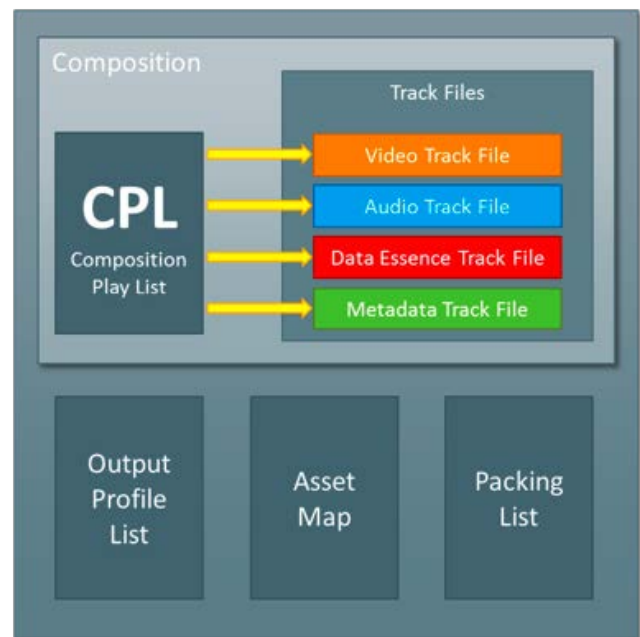 Composition
Track Files
CPL
Composition
Play List
Video Track File
Audio Track File
Data Essence Track File
Metadada Track File
Output
Profile
List
Asset
Map
Packing
List